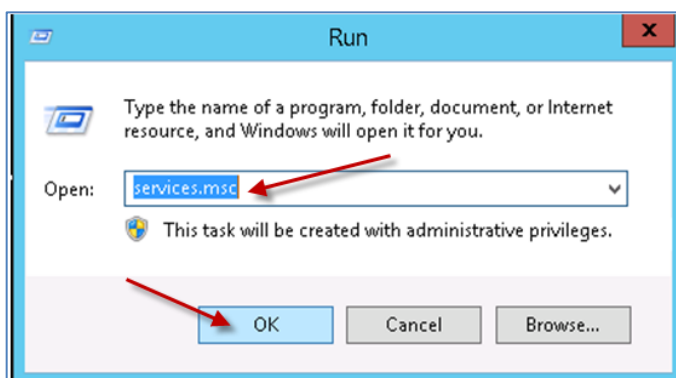 Run
x
Type the name of a program, folder, document, or Internet
resource, and Windows will open it for you.
Open:
services.msc
This task will be created with administrative privileges.
OK
Cancel
Browse...